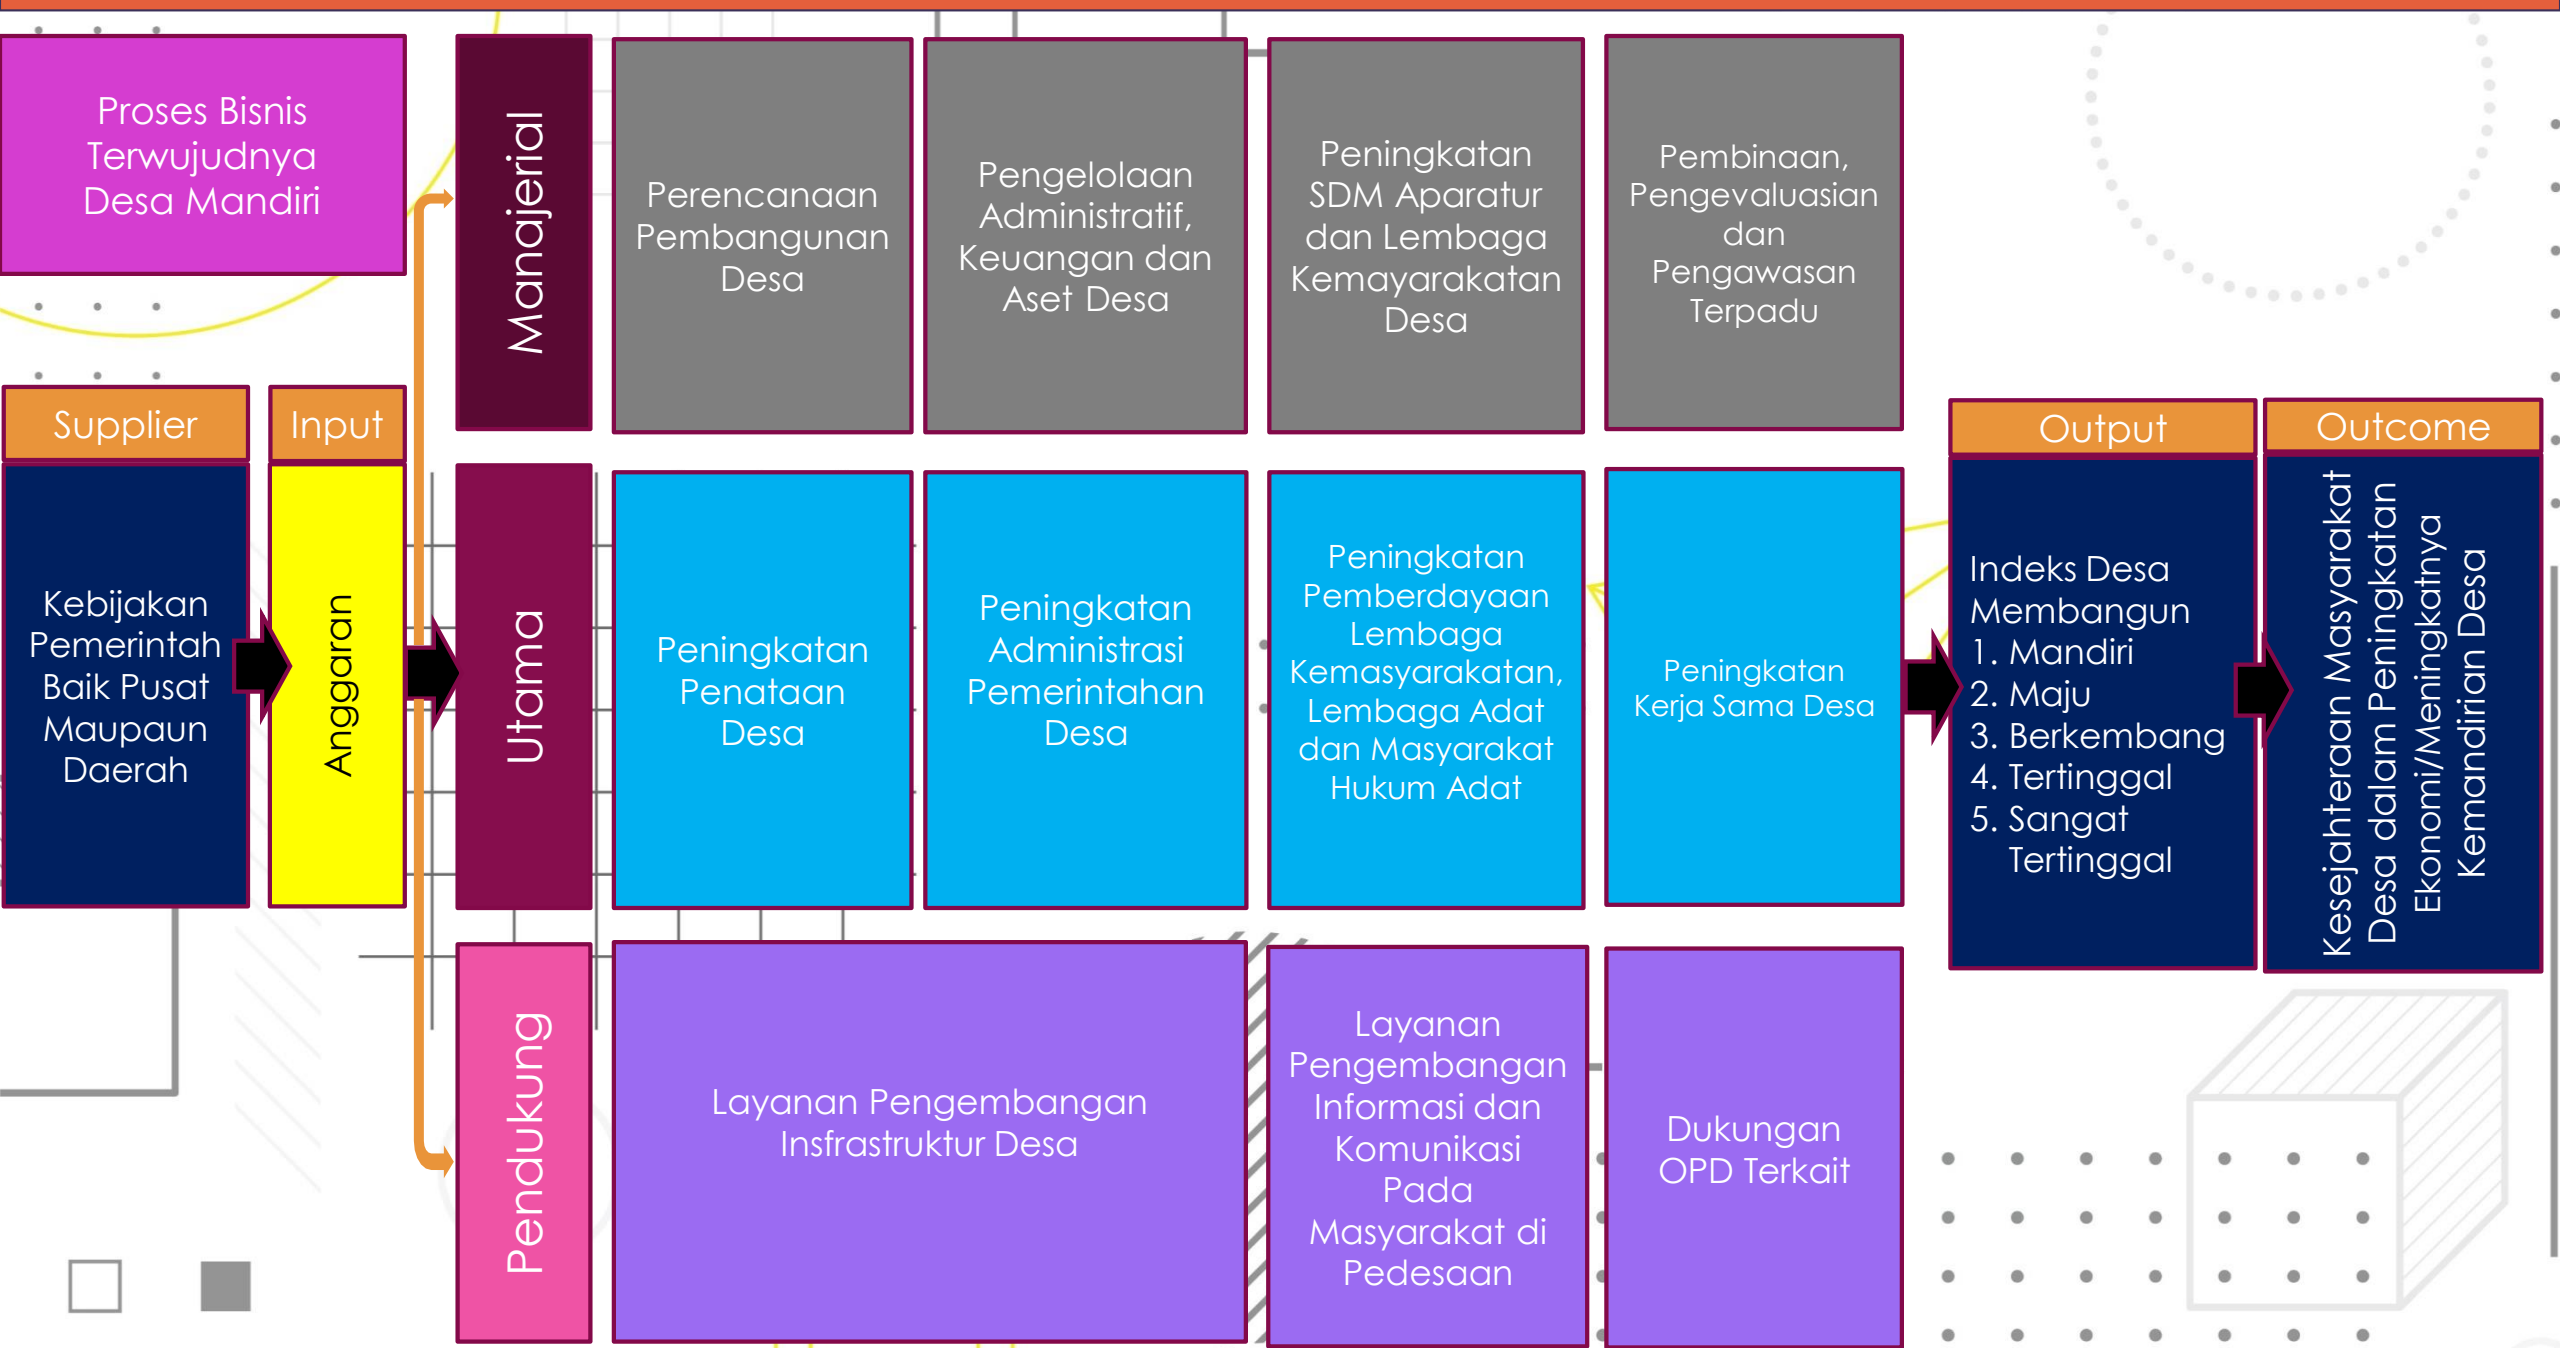 Proses Bisnis
Terwujudnya
Desa Mandiri
Manajerial
Perencanaan
Pembangunan
Desa
Pengelolaan
Administratif,
Keuangan dan
Aset Desa
Peningkatan
SDM Aparatur
dan Lembaga
Kemayarakatan
Desa
Pembinaan,
Pengevaluasian
dan
Pengawasan
Terpadu
Supplier
Kebijakan
Pemerintah
Baik Pusat
Maupaun
Daerah
Input
Anggaran
Utama
Peningkatan
Penataan
Desa
Peningkatan
Administrasi
Pemerintahan
Desa
Peningkatan
Pemberdayaan
Lembaga
Kemasyarakatan,
Lembaga Adat
dan Masyarakat
Hukum Adat
Peningkatan
Kerja Sama Desa
Output
Indeks Desa
Membangun
1. Mandiri
2. Maju
3. Berkembang
4. Tertinggal
5. Sangat
Tertinggal
Outcome
Kesejahteraan Masyarakat
Desa dalam Peningkatan
Ekonomi/Meningkatnya
Kemandirian Desa
Pendukung
Layanan Pengembangan
Insfrastruktur Desa
Layanan
Pengembangan
Informasi dan
Komunikasi
Pada
Masyarakat di
Pedesaan
Dukungan
OPD Terkait